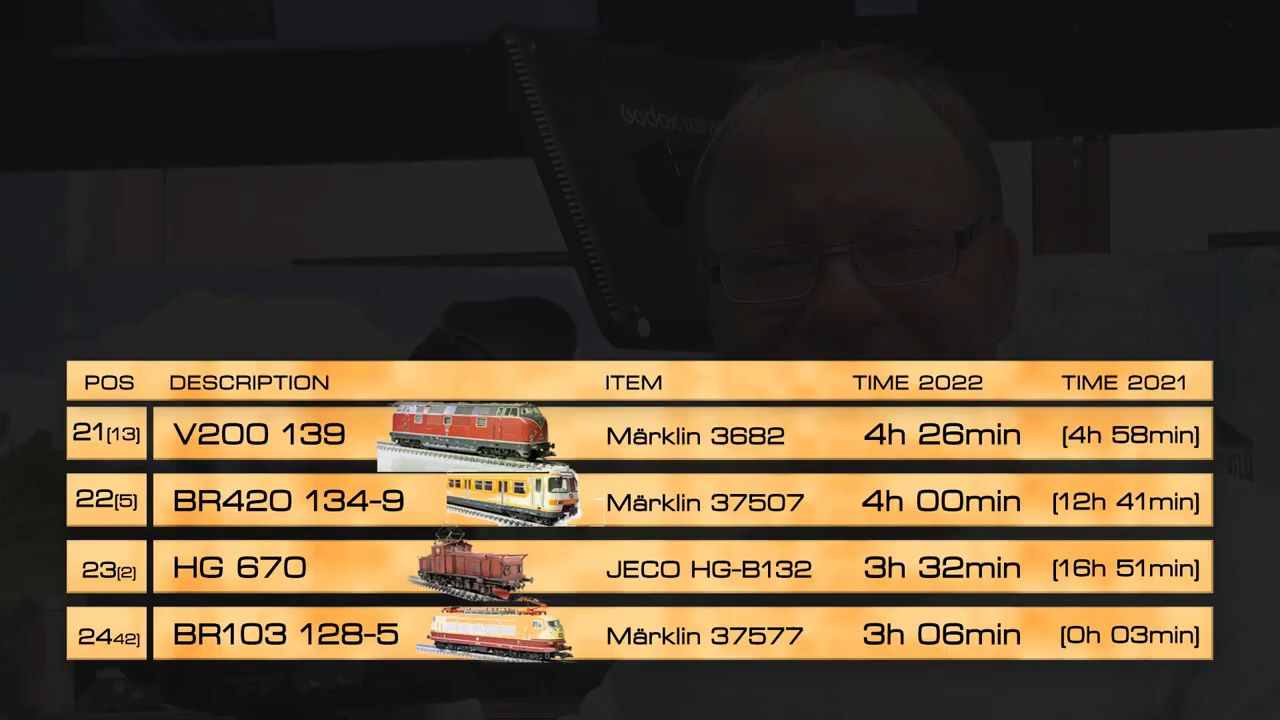 Godox
POS DESCRIPTION ITEM TIME 2022 TIME 2021
21[13] V200 139 Märklin 3682 4h 26min [4h 58min]
22[5] BR420 134-9 Märklin 37507 4h 00min [12h 41min]
23[2] HG 670 JECO HG-B132 3h 32min [16h 51min]
2442] BR103 128-5 Märklin 37577 3h 06min [0h 03min]